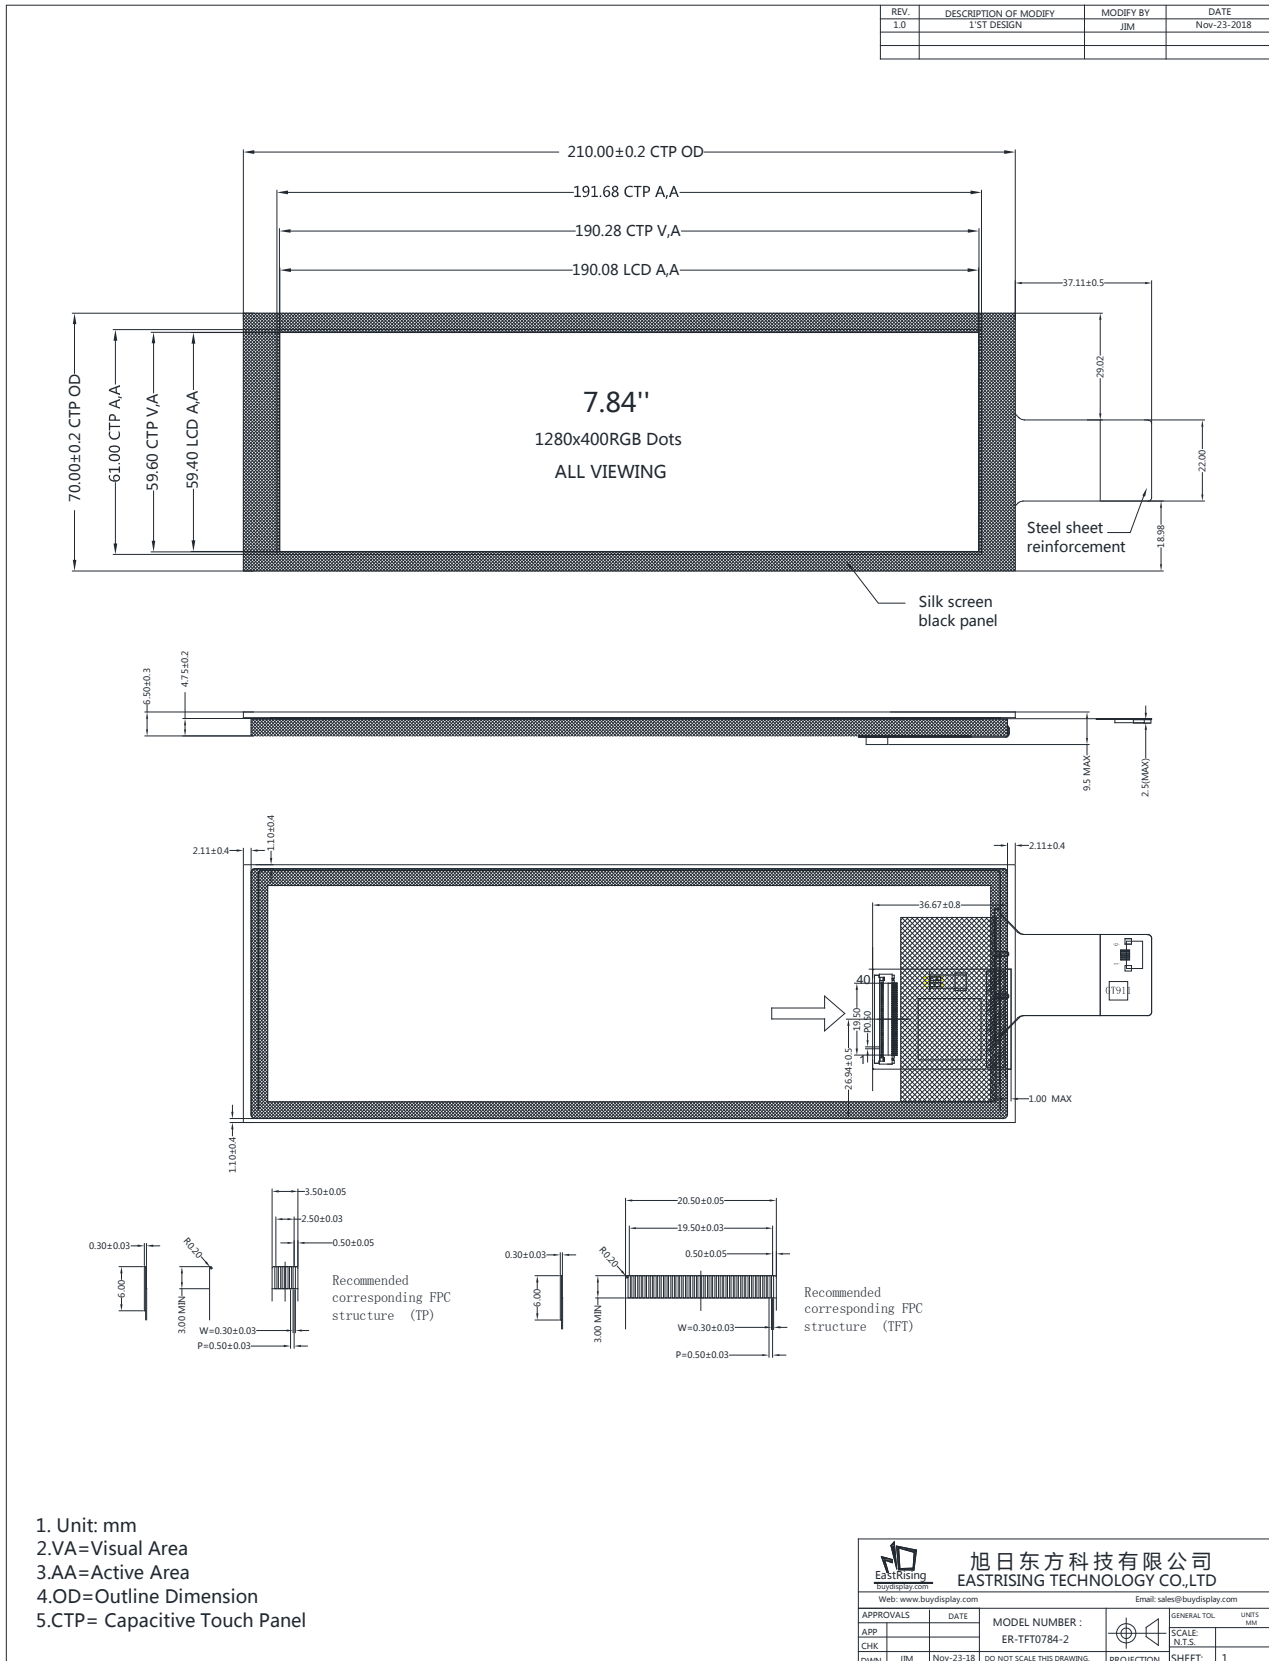 REV. DESCRIPTION OF MODIFY MODIFY BY DATE
1.0 1'ST DESIGN JIM Nov-23-2018
210.00±0.2 CTP OD
191.68 CTP A,A
190.28 CTP V,A
190.08 LCD A,A
37.11±0.5
70.00±0.2 CTP OD
61.00 CTP A,A
59.60 CTP V,A
59.40 LCD A,A
7.84''
1280x400RGB Dots
ALL VIEWING
29.02
22.00
18.98
Steel sheet
reinforcement
Silk screen
black panel
6.50±0.3
4.75±0.2
9.5 MAX
2.5(MAX)
2.11±0.4
1.10±0.4
2.11±0.4
36.67±0.8
40
19.50
P0.50
1
26.94±0.5
GT911
1.00 MAX
1.10±0.4
3.50±0.05
2.50±0.03
0.50±0.05
0.30±0.03
R0.20
6.00
3.00 MIN
W=0.30±0.03
P=0.50±0.03
Recommended
corresponding FPC
structure (TP)
20.50±0.05
19.50±0.03
0.50±0.05
0.30±0.03
R0.20
6.00
3.00 MIN
W=0.30±0.03
P=0.50±0.03
Recommended
corresponding FPC
structure (TFT)
1. Unit: mm
2.VA=Visual Area
3.AA=Active Area
4.OD=Outline Dimension
5.CTP= Capacitive Touch Panel
EastRising
buydisplay.com
旭日东方科技有限公司
EASTRISING TECHNOLOGY CO.,LTD
Web: www.buydisplay.com Email: sales@buydisplay.com
APPROVALS DATE
APP
CHK
DWN JIM Nov-23-18
MODEL NUMBER :
ER-TFT0784-2
DO NOT SCALE THIS DRAWING.
PROJECTION
GENERAL TOL. UNITS
MM
SCALE:
N.T.S.
SHEET: 1